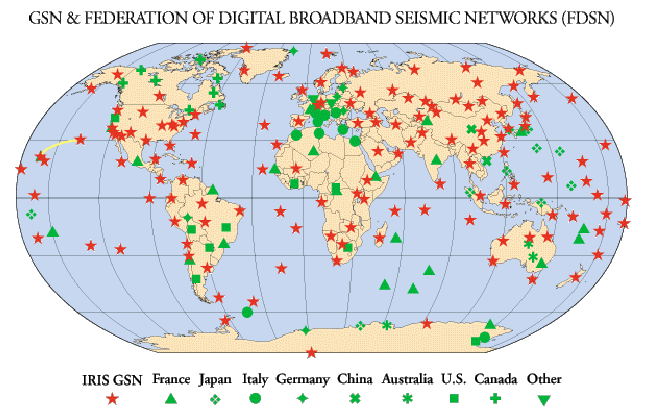 GSN & FEDERATION OF DIGITAL BROADBAND SEISMIC NETWORKS (FDSN)
IRIS GSN France Japan Italy Germany China Australia U.S. Canada Other